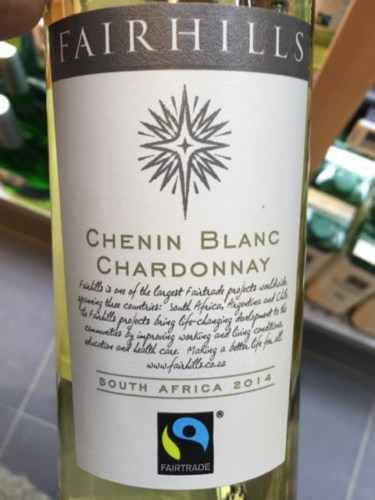 FAIRHILLS
CHENIN BLANC
CHARDONNAY
Fairhills is one of the largest Fairtrade projects worldwide,
spanning three countries: South Africa, Argentina and Chile.
The Fairhills projects bring life-changing development to the
communities by improving working and living conditions,
education and health care. Making a better life for all.
www.fairhills.co.za
SOUTH AFRICA 2014
®
FAIRTRADE